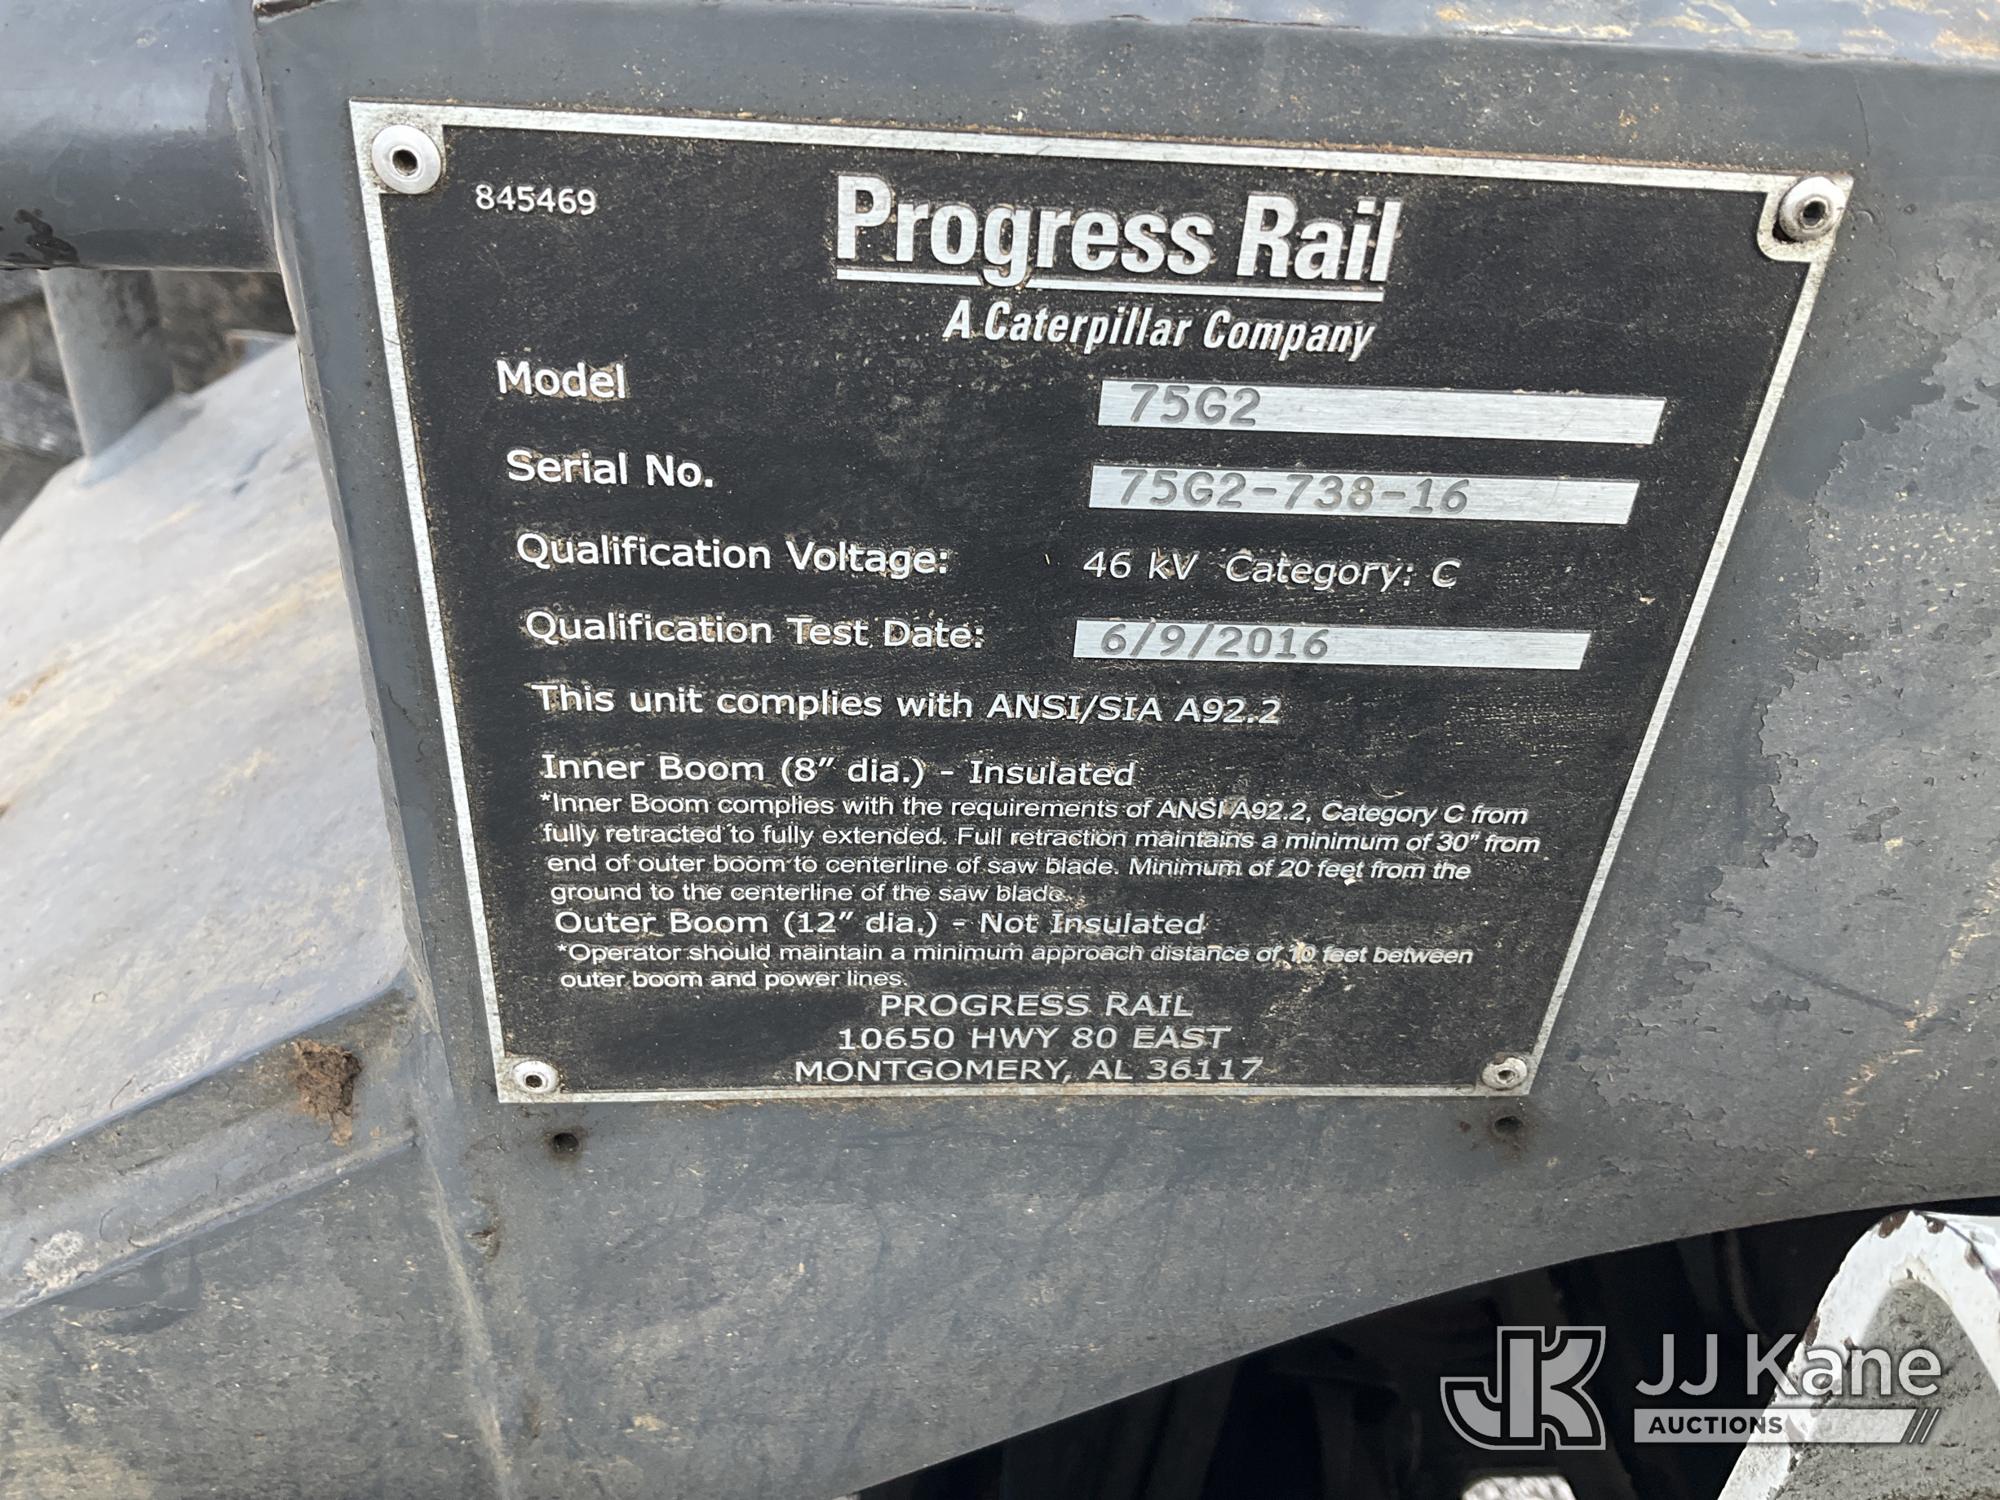 845469
Progress Rail
A Caterpillar Company
Model 75G2
Serial No. 75G2-738-16
Qualification Voltage: 46 kV Category: C
Qualification Test Date: 6/9/2016
This unit complies with ANSI/SIA A92.2
Inner Boom (8" dia.) - Insulated
*Inner Boom complies with the requirements of ANSI A92.2, Category C from
fully retracted to fully extended. Full retraction maintains a minimum of 30" from
end of outer boom to centerline of saw blade. Minimum of 20 feet from the
ground to the centerline of the saw blade.
Outer Boom (12" dia.) - Not Insulated
*Operator should maintain a minimum approach distance of 10 feet between
outer boom and power lines.
PROGRESS RAIL
10650 HWY 80 EAST
MONTGOMERY, AL 36117
JK JJ Kane
AUCTIONS